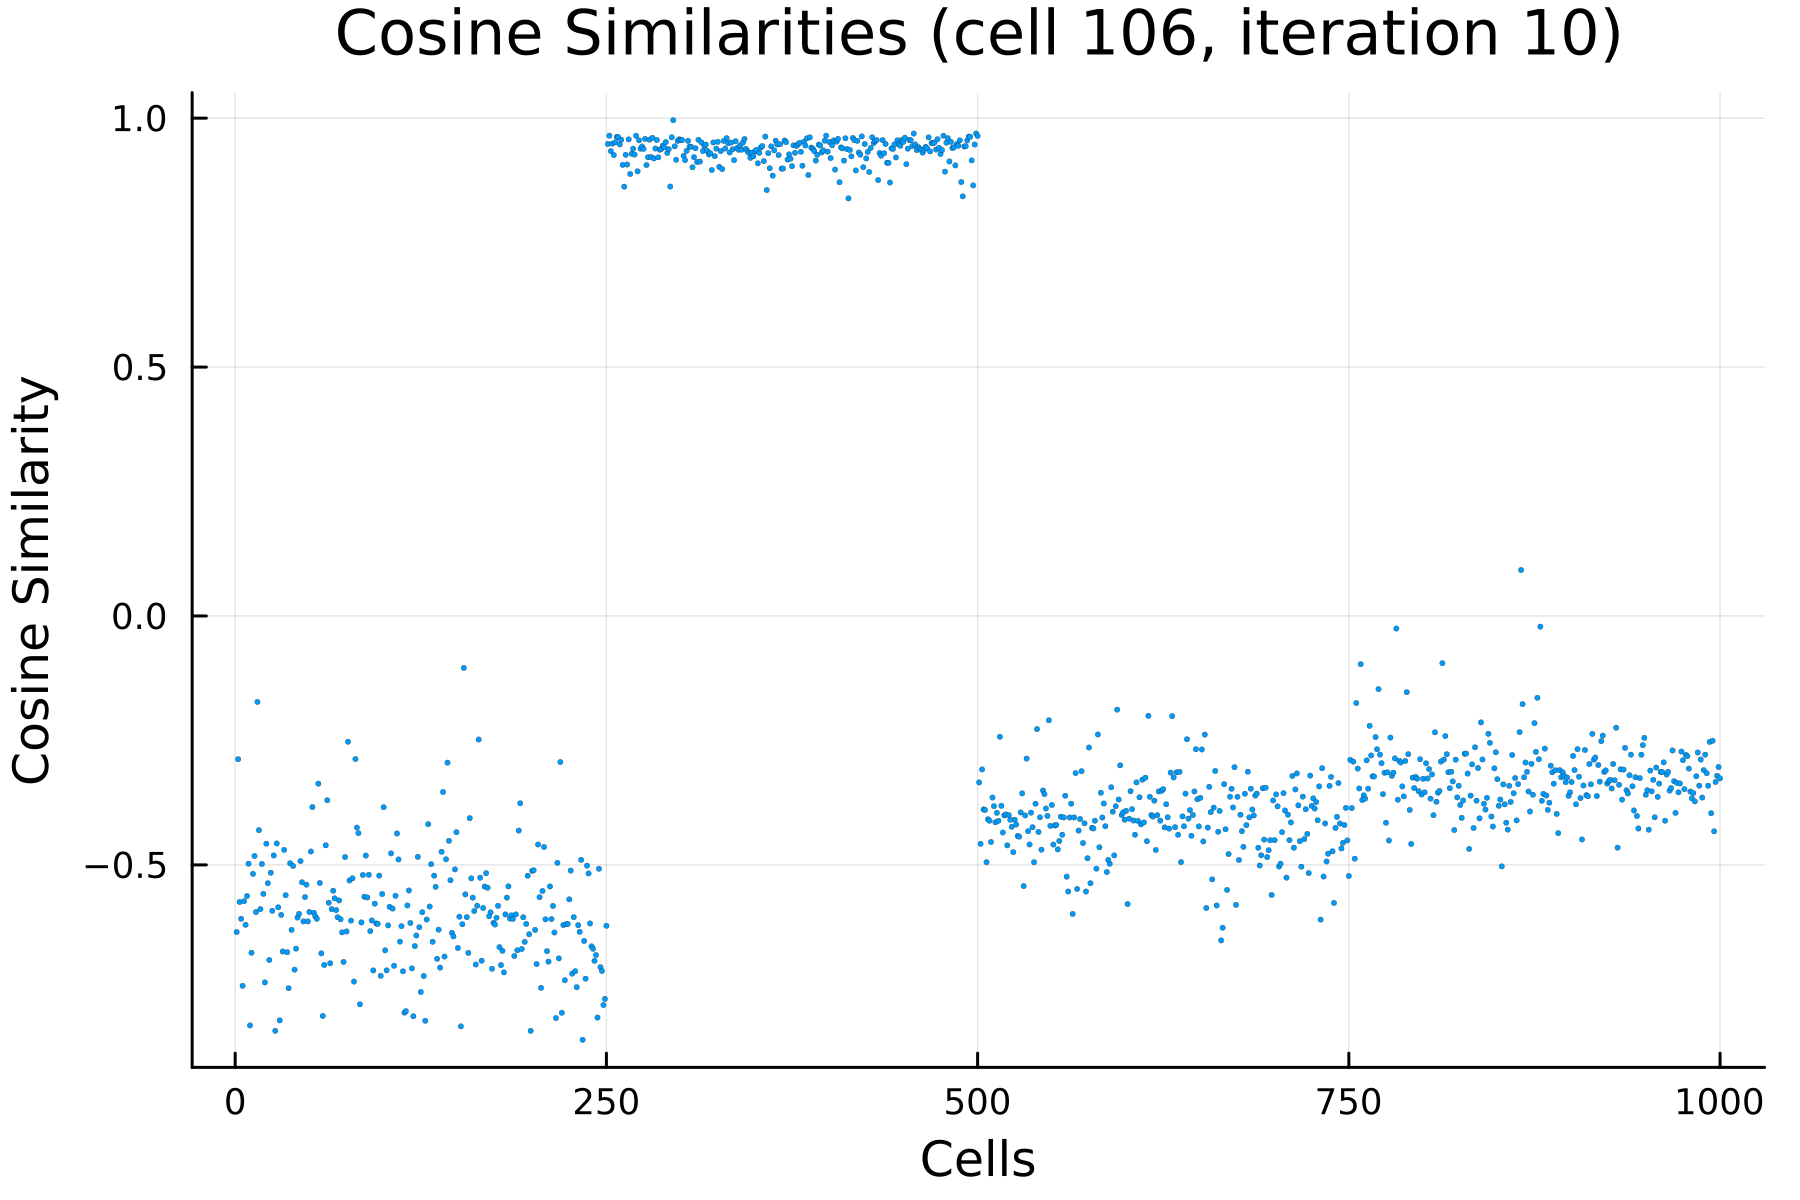 Cosine Similarities (cell 106, iteration 10)
1.0
0.5
0.0
−0.5
Cosine Similarity
0 250 500 750 1000
Cells